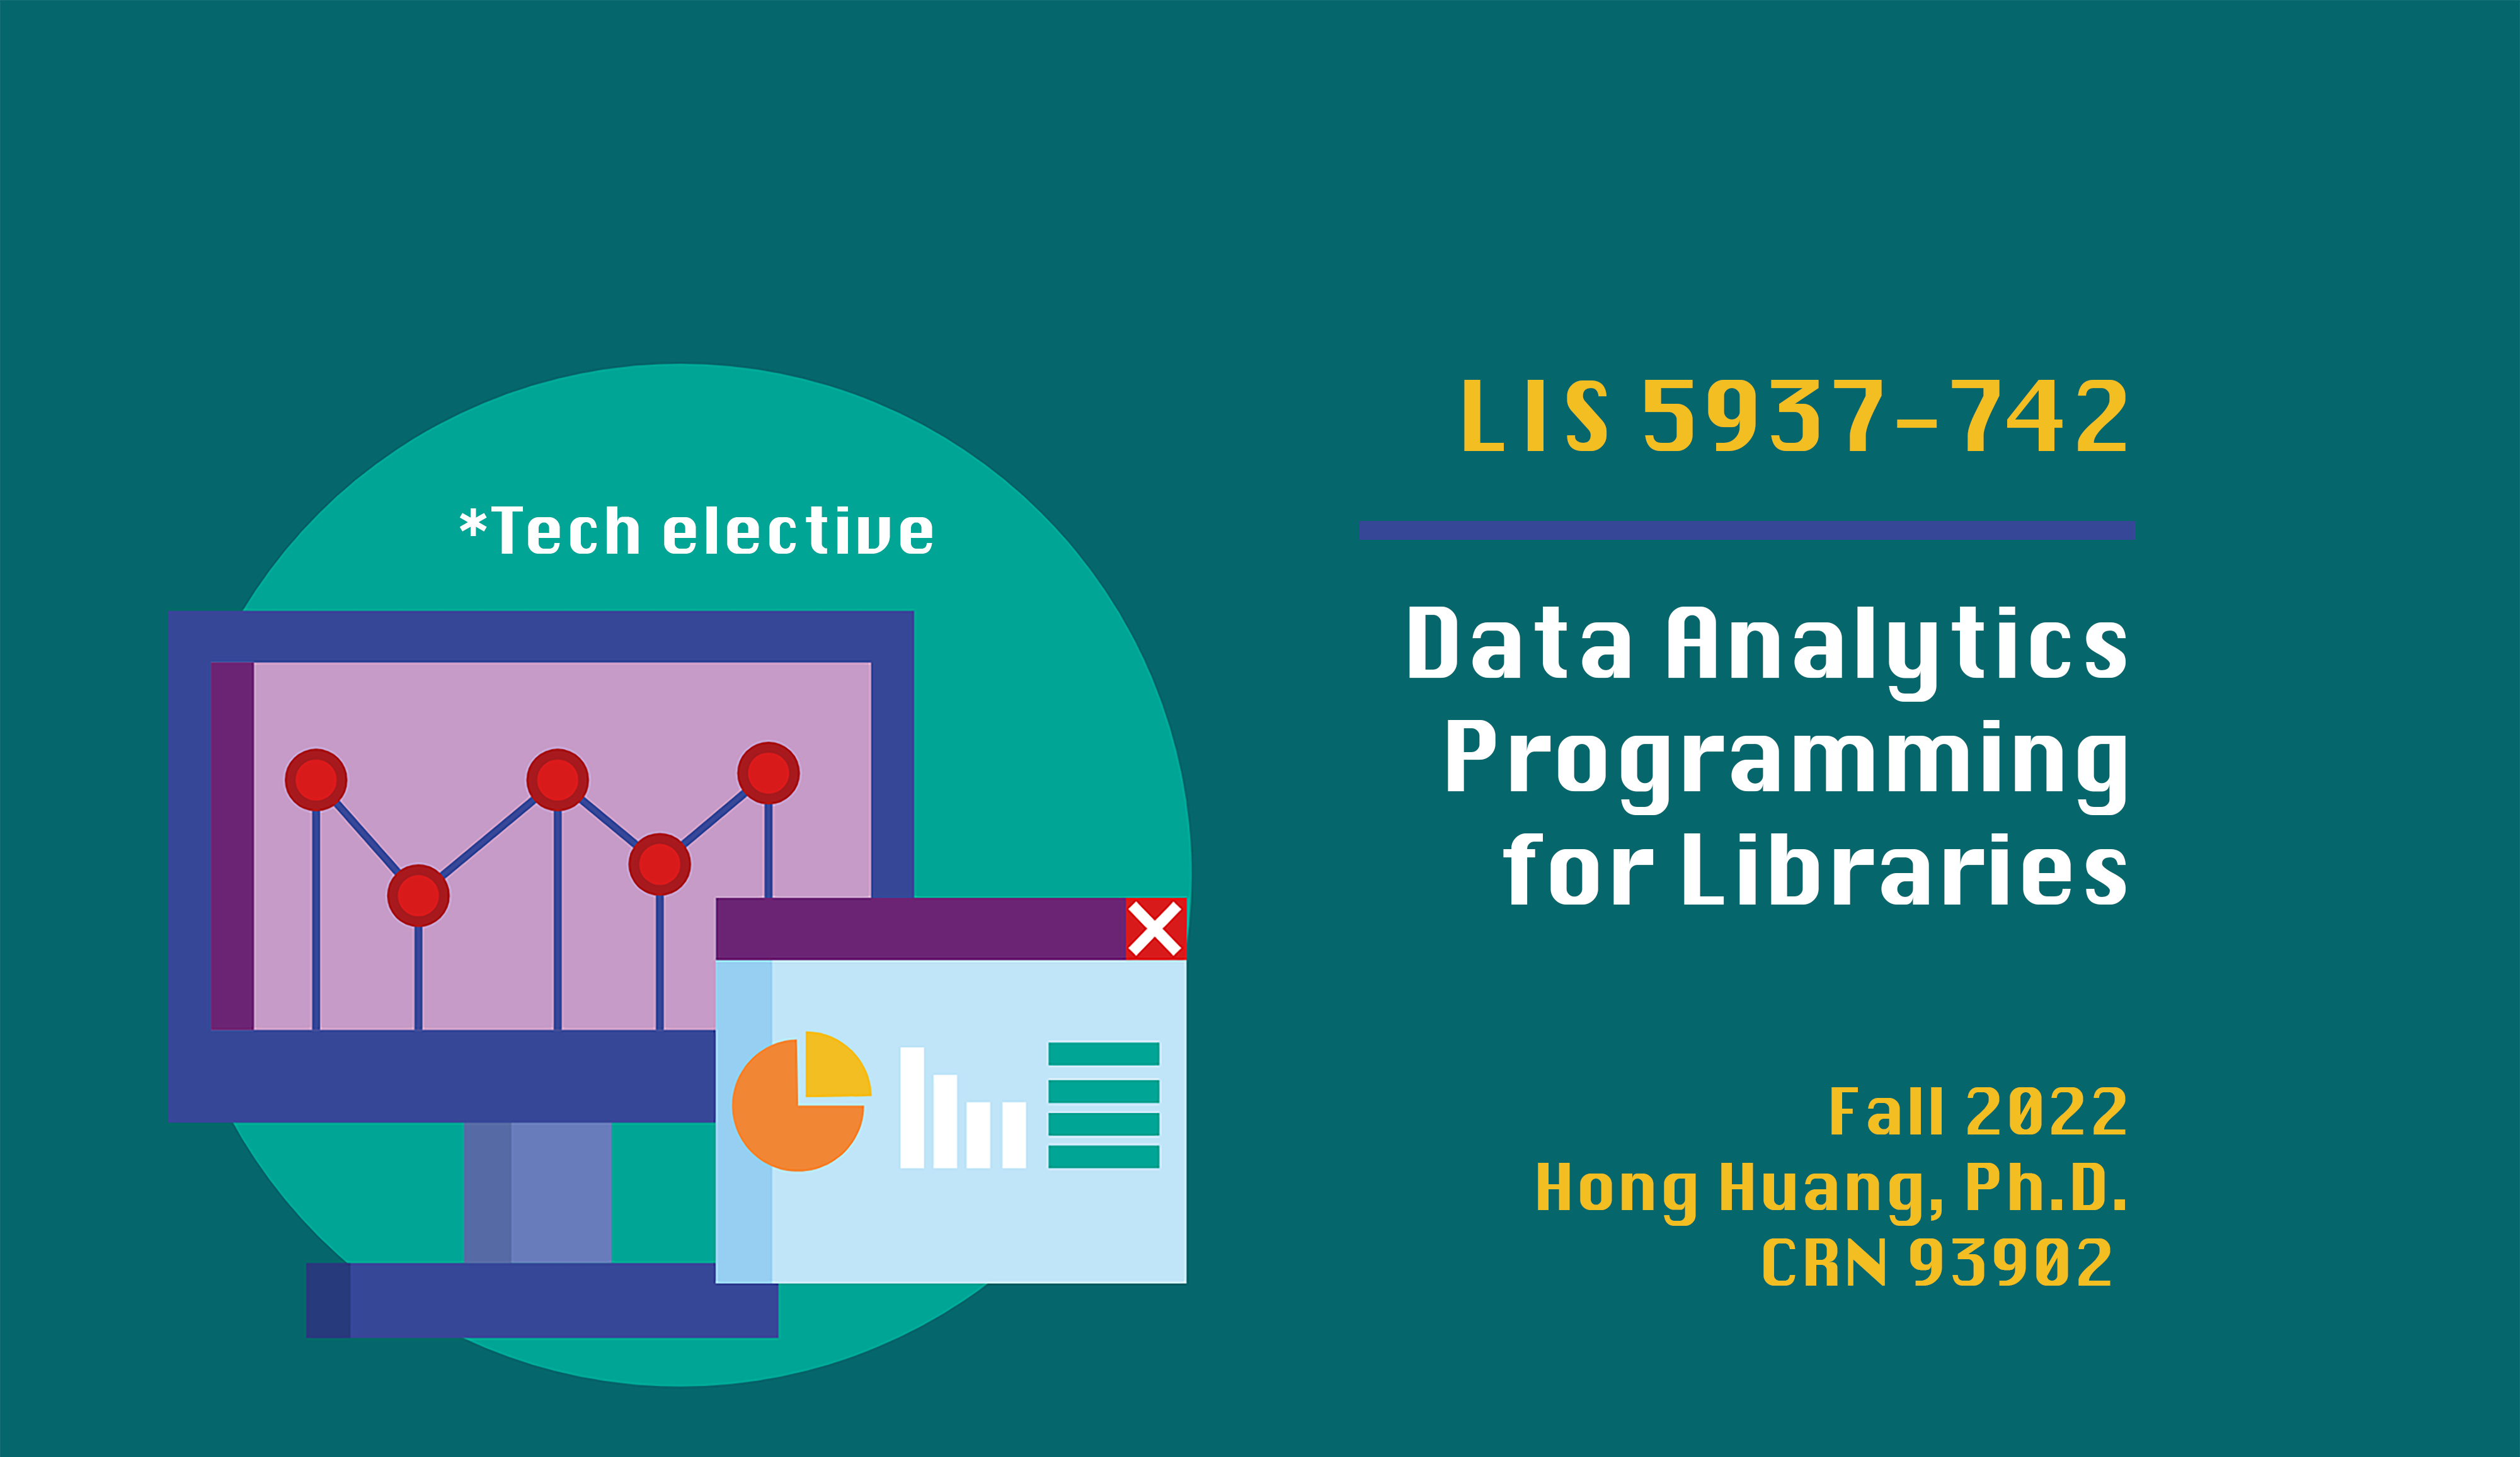 *Tech elective
LIS 5937-742
Data Analytics
Programming
for Libraries
Fall 2022
Hong Huang, Ph.D.
CRN 93902